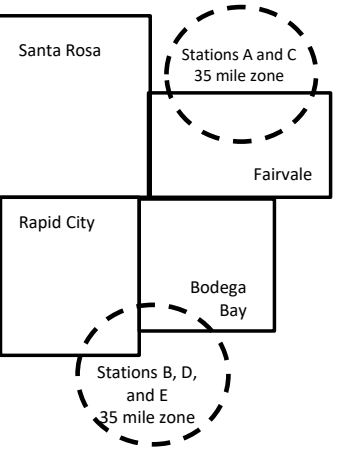 Santa Rosa
Stations A and C
35 mile zone
Fairvale
Rapid City
Bodega
Bay
Stations B, D,
and E
35 mile zone